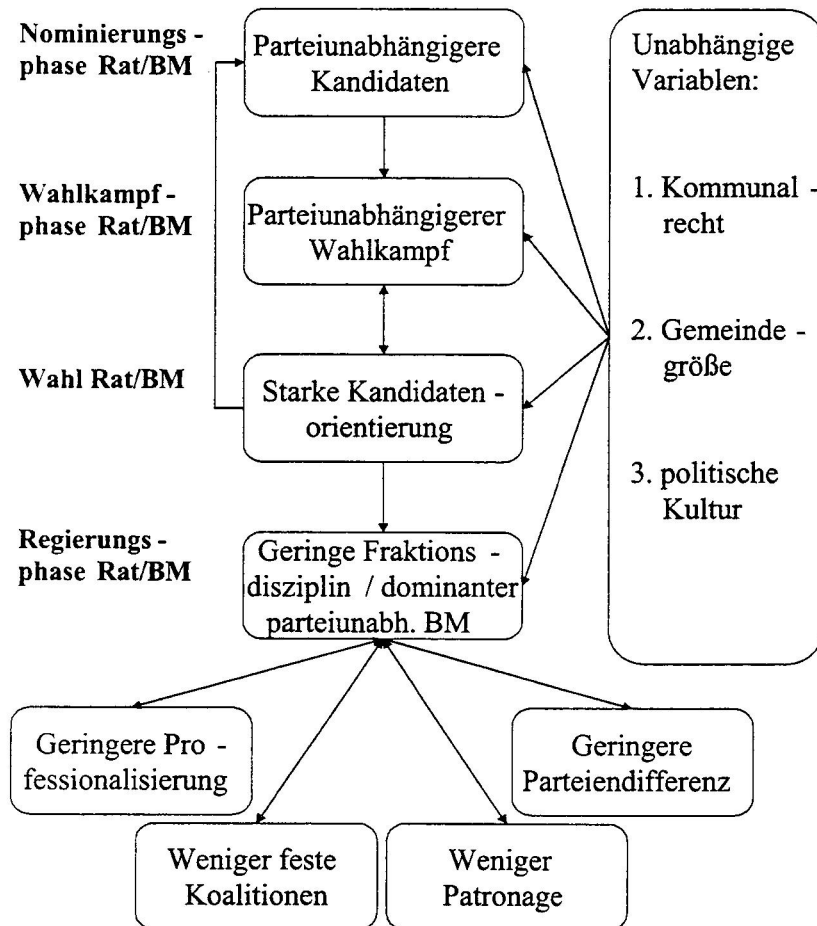 Nominierungs -
phase Rat/BM
Parteiunabhängigere
Kandidaten
Wahlkampf -
phase Rat/BM
Parteiunabhängigerer
Wahlkampf
Wahl Rat/BM
Starke Kandidaten -
orientierung
Regierungs -
phase Rat/BM
Geringe Fraktions -
disziplin / dominanter
parteiunabh. BM
Unabhängige
Variablen:
1. Kommunal -
recht
2. Gemeinde -
größe
3. politische
Kultur
Geringere Pro -
fessionalisierung
Geringere
Parteiendifferenz
Weniger feste
Koalitionen
Weniger
Patronage